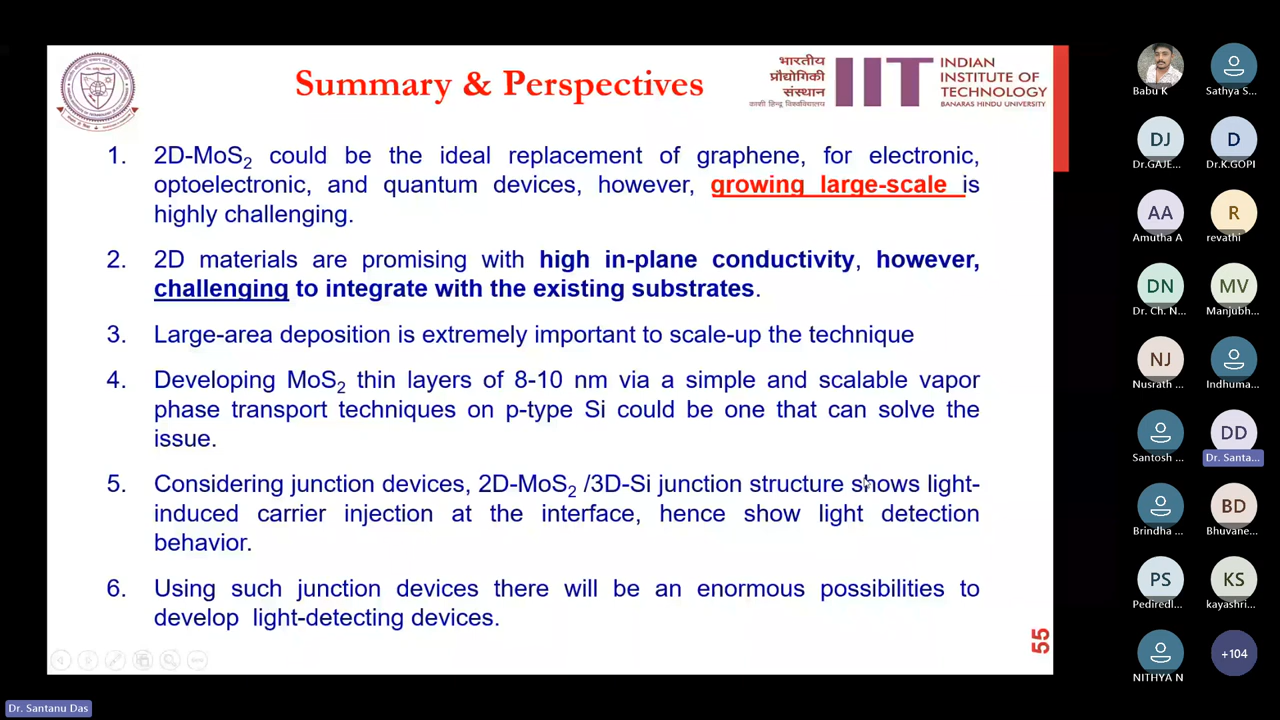 Summary & Perspectives
भारतीय
प्रौद्योगिकी
संस्थान
काशी हिन्दू विश्वविद्यालय
IIT
INDIAN
INSTITUTE OF
TECHNOLOGY
BANARAS HINDU UNIVERSITY
1. 2D-MoS₂ could be the ideal replacement of graphene, for electronic,
optoelectronic, and quantum devices, however, growing large-scale is
highly challenging.
2. 2D materials are promising with high in-plane conductivity, however,
challenging to integrate with the existing substrates.
3. Large-area deposition is extremely important to scale-up the technique
4. Developing MoS₂ thin layers of 8-10 nm via a simple and scalable vapor
phase transport techniques on p-type Si could be one that can solve the
issue.
5. Considering junction devices, 2D-MoS₂ /3D-Si junction structure shows light-
induced carrier injection at the interface, hence show light detection
behavior.
6. Using such junction devices there will be an enormous possibilities to
develop light-detecting devices.
55
Babu K
Sathya S...
DJ
Dr.GAJE...
D
Dr.K.GOPI
AA
Amutha A
R
revathi
DN
Dr. Ch. N...
MV
Manjubh...
NJ
Nusrath ...
Indhuma...
Santosh ...
DD
Dr. Santa...
Brindha ...
BD
Bhuvane...
PS
Pediredl...
KS
kayashri...
NITHYA N
+104
Dr. Santanu Das